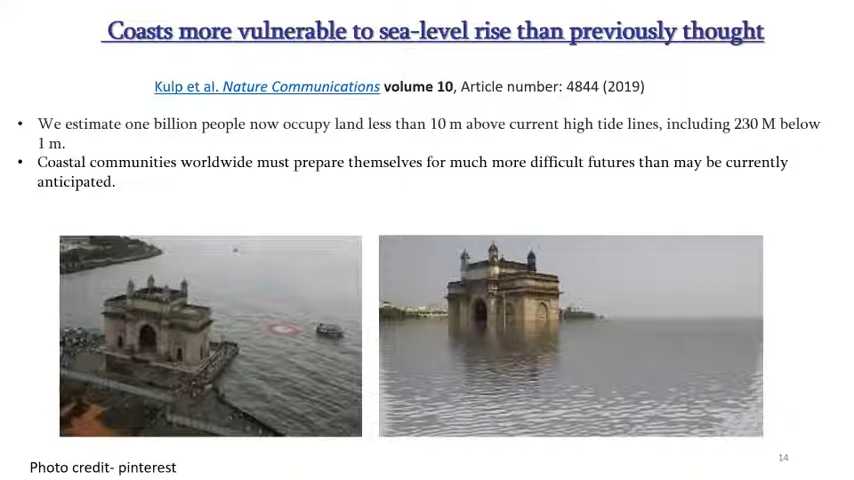 Coasts more vulnerable to sea-level rise than previously thought
Kulp et al. Nature Communications volume 10, Article number: 4844 (2019)
• We estimate one billion people now occupy land less than 10 m above current high tide lines, including 230 M below
1 m.
• Coastal communities worldwide must prepare themselves for much more difficult futures than may be currently
anticipated.
14
Photo credit- pinterest